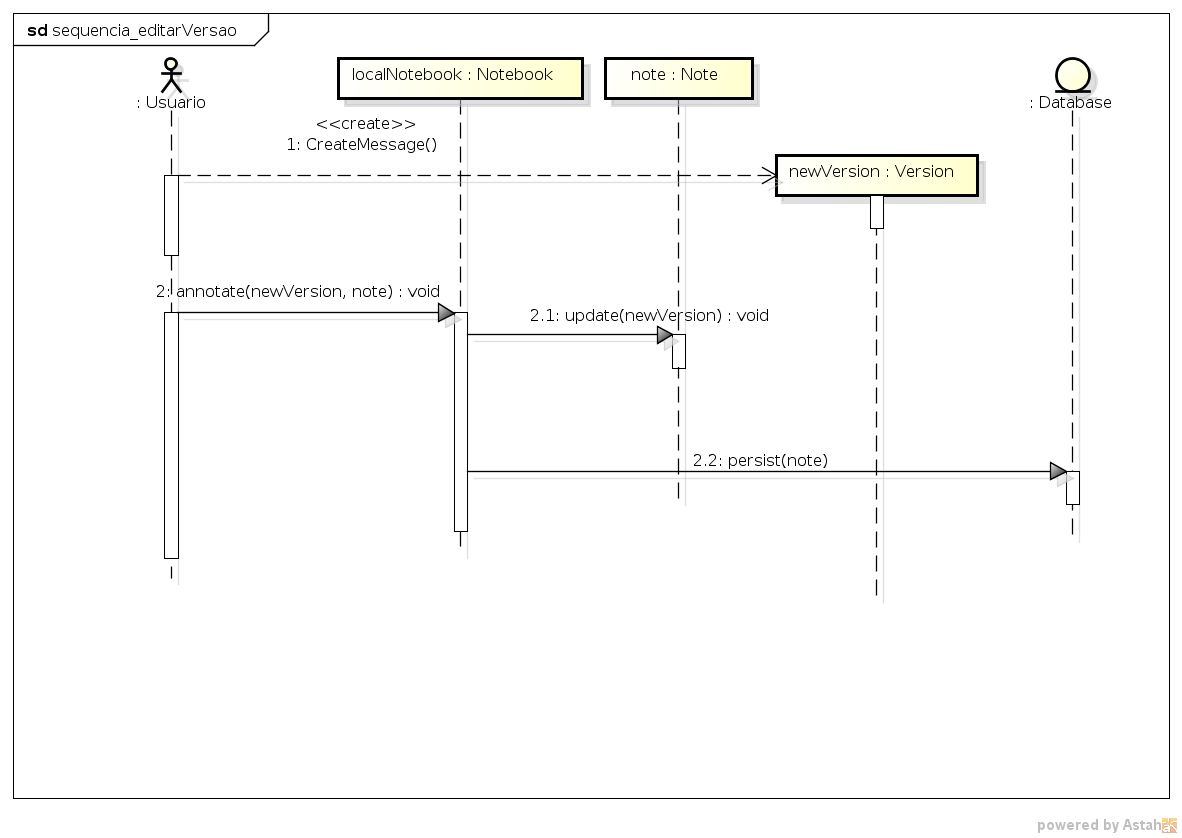 sd sequencia_editarVersao
localNotebook : Notebook
note : Note
: Usuario
: Database
<<create>>
1: CreateMessage()
newVersion : Version
2: annotate(newVersion, note) : void
2.1: update(newVersion) : void
2.2: persist(note)
powered by Astah